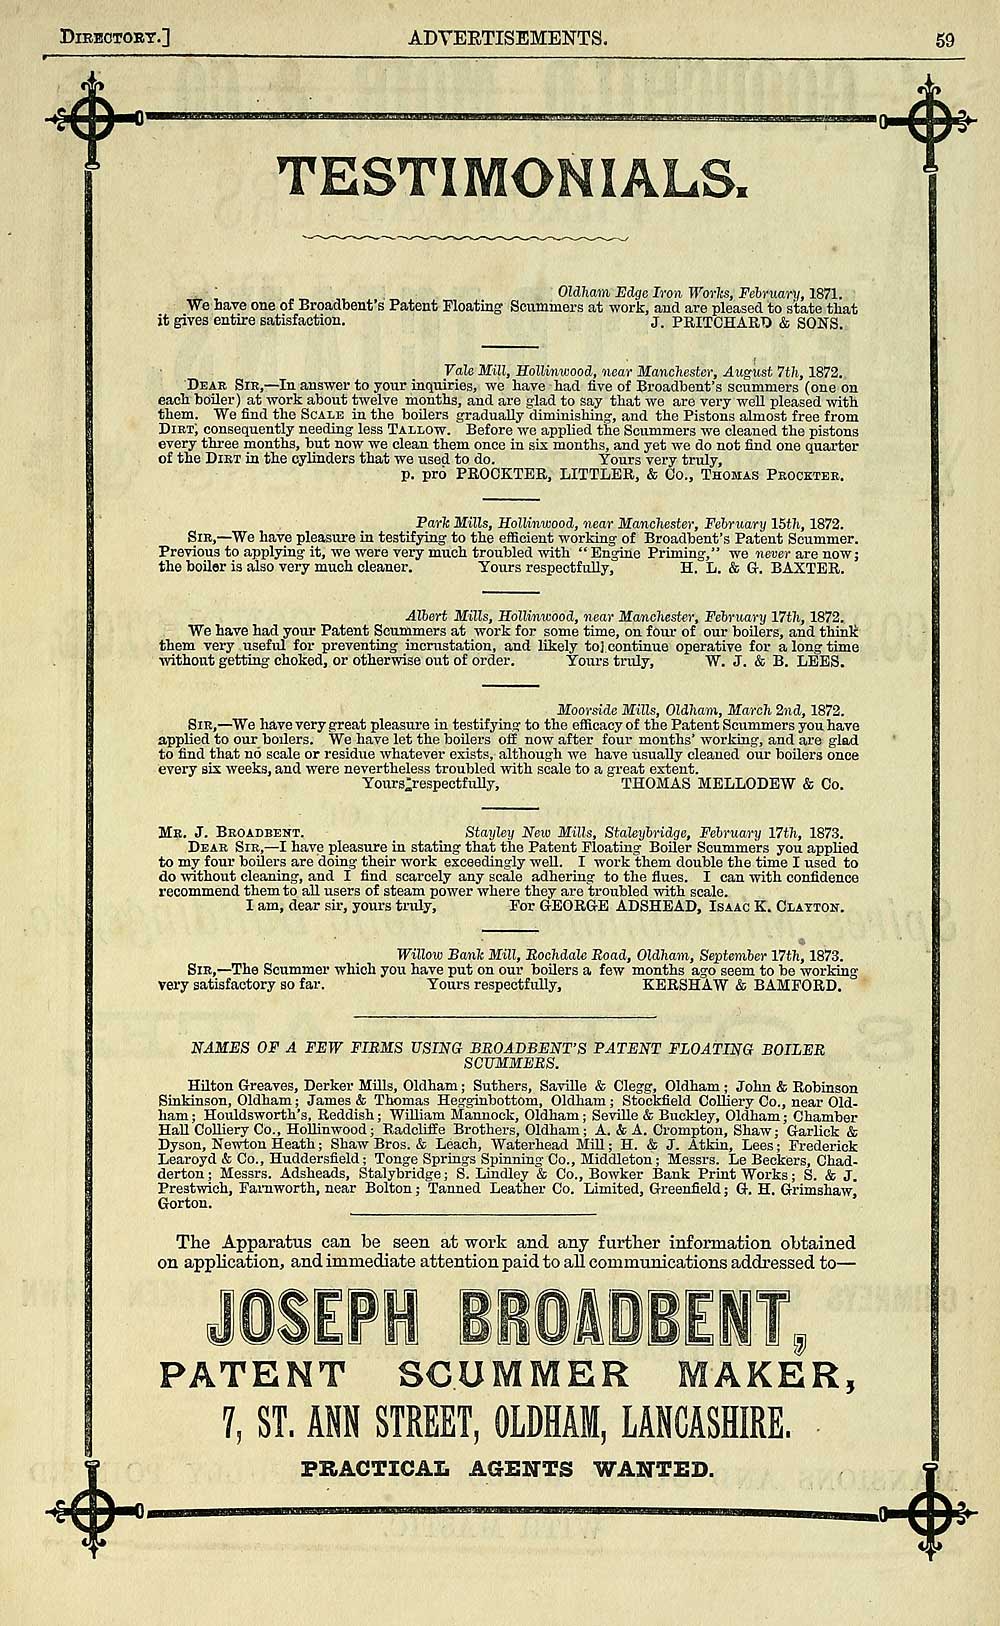 DIRECTORY.] ADVERTISEMENTS. 59
TESTIMONIALS.
Oldham Edge Iron Works, February, 1871.
We have one of Broadbent's Patent Floating Scummers at work, and are pleased to state that
it gives entire satisfaction. J. PRITCHARD & SONS.
Vale Mill, Hollinwood, near Manchester, August 7th, 1872.
DEAR SIR,—In answer to your inquiries, we have had five of Broadbent's scummers (one on
each boiler) at work about twelve months, and are glad to say that we are very well pleased with
them. We find the SCALE in the boilers gradually diminishing, and the Pistons almost free from
DIRT, consequently needing less TALLOW. Before we applied the Scummers we cleaned the pistons
every three months, but now we clean them once in six months, and yet we do not find one quarter
of the DIRT in the cylinders that we used to do. Yours very truly,
p. pro PROCKTER, LITTLER, & Co., THOMAS PROCKTER.
Park Mills, Hollinwood, near Manchester, February 15th, 1872.
SIR,—We have pleasure in testifying to the efficient working of Broadbent's Patent Scummer.
Previous to applying it, we were very much troubled with "Engine Priming," we never are now;
the boiler is also very much cleaner. Yours respectfully, H. L. & G. BAXTER.
Albert Mills, Hollinwood, near Manchester, February 17th, 1872.
We have had your Patent Scummers at work for some time, on four of our boilers, and think
them very useful for preventing incrustation, and likely to] continue operative for a long time
without getting choked, or otherwise out of order. Yours truly, W. J. & B. LEES.
Moorside Mills, Oldham, March 2nd, 1872.
SIR,—We have very great pleasure in testifying to the efficacy of the Patent Scummers you have
applied to our boilers. We have let the boilers off now after four months' working, and are glad
to find that no scale or residue whatever exists, although we have usually cleaned our boilers once
every six weeks, and were nevertheless troubled with scale to a great extent.
Yours respectfully, THOMAS MELLODEW & Co.
MR. J. BROADBENT. Stayley New Mills, Staleybridge, February 17th, 1873.
DEAR SIR,—I have pleasure in stating that the Patent Floating Boiler Scummers you applied
to my four boilers are doing their work exceedingly well. I work them double the time I used to
do without cleaning, and I find scarcely any scale adhering to the flues. I can with confidence
recommend them to all users of steam power where they are troubled with scale.
I am, dear sir, yours truly, For GEORGE ADSHEAD, ISAAC K. CLAYTON.
Willow Bank Mill, Rochdale Road, Oldham, September 17th, 1873.
SIR,—The Scummer which you have put on our boilers a few months ago seem to be working
very satisfactory so far. Yours respectfully, KERSHAW & BAMFORD.
NAMES OF A FEW FIRMS USING BROADBENT'S PATENT FLOATING BOILER
SCUMMERS.
Hilton Greaves, Derker Mills, Oldham; Suthers, Saville & Clegg, Oldham; John & Robinson
Sinkinson, Oldham; James & Thomas Hegginbottom, Oldham; Stockfield Colliery Co., near Old-
ham; Houldsworth's, Reddish; William Mannock, Oldham; Seville & Buckley, Oldham; Chamber
Hall Colliery Co., Hollinwood; Radcliffe Brothers, Oldham; A. & A. Crompton, Shaw; Garlick &
Dyson, Newton Heath; Shaw Bros. & Leach, Waterhead Mill; H. & J. Atkin, Lees; Frederick
Learoyd & Co., Huddersfield; Tonge Springs Spinning Co., Middleton; Messrs. Le Beckers, Chad-
derton; Messrs. Adsheads, Stalybridge; S. Lindley & Co., Bowker Bank Print Works; S. & J.
Prestwich, Farnworth, near Bolton; Tanned Leather Co. Limited, Greenfield; G. H. Grimshaw,
Gorton.
The Apparatus can be seen at work and any further information obtained
on application, and immediate attention paid to all communications addressed to—
JOSEPH BROADBENT,
PATENT SCUMMER MAKER,
7, ST. ANN STREET, OLDHAM, LANCASHIRE.
PRACTICAL AGENTS WANTED.